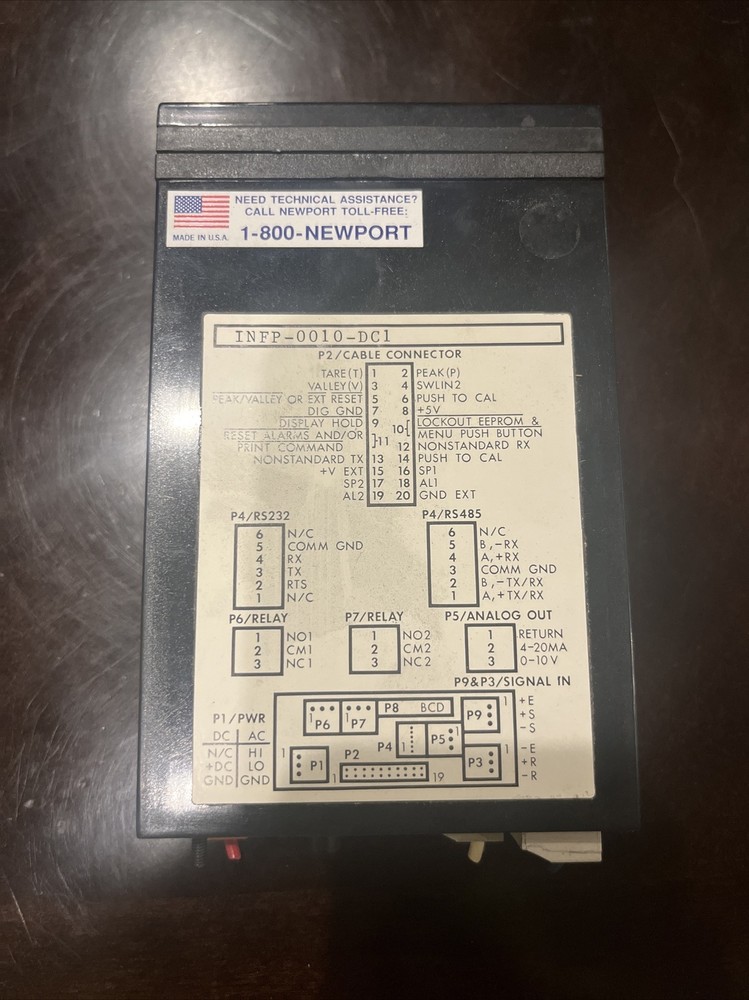 NEED TECHNICAL ASSISTANCE?
CALL NEWPORT TOLL-FREE:
MADE IN U.S.A. 1-800-NEWPORT
INFP-0010-DC1
P2/CABLE CONNECTOR
TARE(T) 1 2 PEAK(P)
VALLEY(V) 3 4 SWLIN2
PEAK/VALLEY OR EXT RESET 5 6 PUSH TO CAL
DIG GND 7 8 +5V
DISPLAY HOLD 9 10{ LOCKOUT EEPROM &
RESET ALARMS AND/OR }11 MENU PUSH BUTTON
PRINT COMMAND 12 NONSTANDARD RX
NONSTANDARD TX 13 14 PUSH TO CAL
+V EXT 15 16 SP1
SP2 17 18 AL1
AL2 19 20 GND EXT
P4/RS232
6 N/C
5 COMM GND
4 RX
3 TX
2 RTS
1 N/C
P4/RS485
6 N/C
5 B,-RX
4 A,+RX
3 COMM GND
2 B,-TX/RX
1 A,+TX/RX
P6/RELAY
1 NO1
2 CM1
3 NC1
P7/RELAY
1 NO2
2 CM2
3 NC2
P5/ANALOG OUT
1 RETURN
2 4-20MA
3 0-10V
P9&P3/SIGNAL IN
P1/PWR
DC AC
N/C HI
+DC LO
GND GND
1 P6 1 P7 P8 BCD P9 1
P4 1 P5 1
1 P1 P2 1 19 P3 1
+E
+S
-S
-E
+R
-R